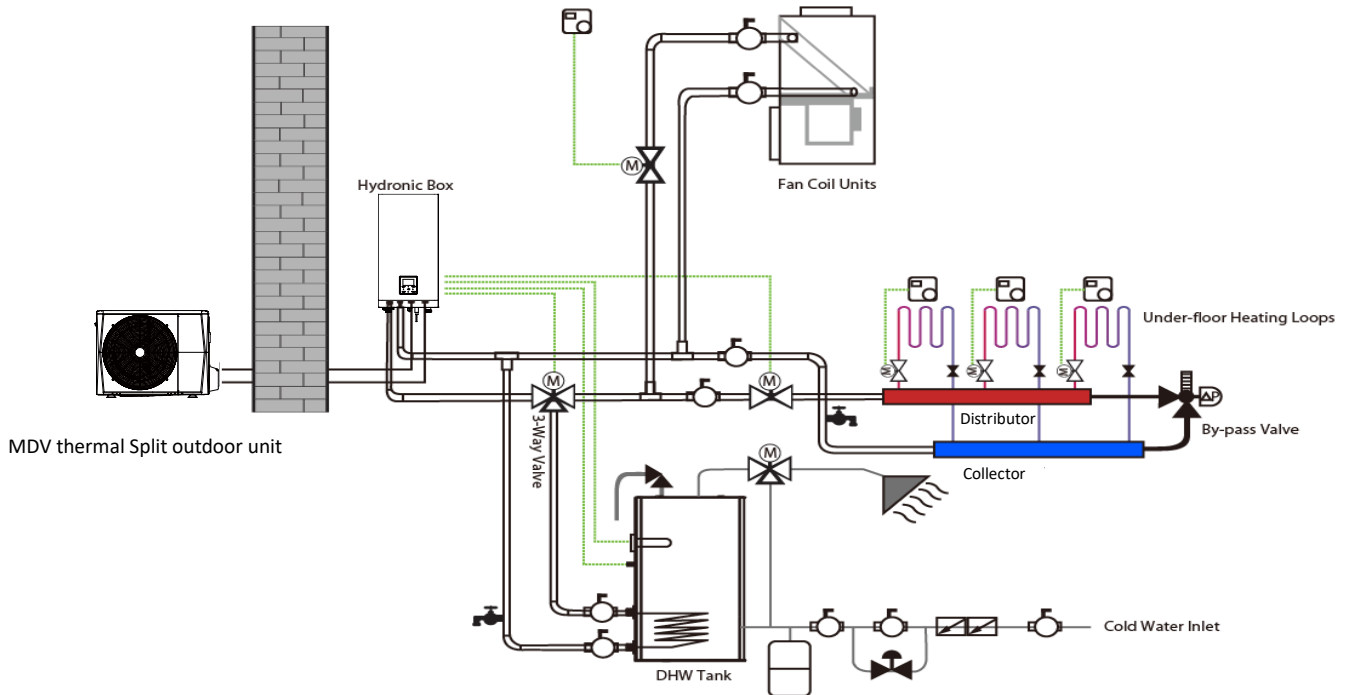 Hydronic Box
M
Fan Coil Units
Under-floor Heating Loops
M
M
M
M
M
ΔP
Distributor
By-pass Valve
MDV thermal Split outdoor unit
3-Way Valve
M
Collector
Cold Water Inlet
DHW Tank